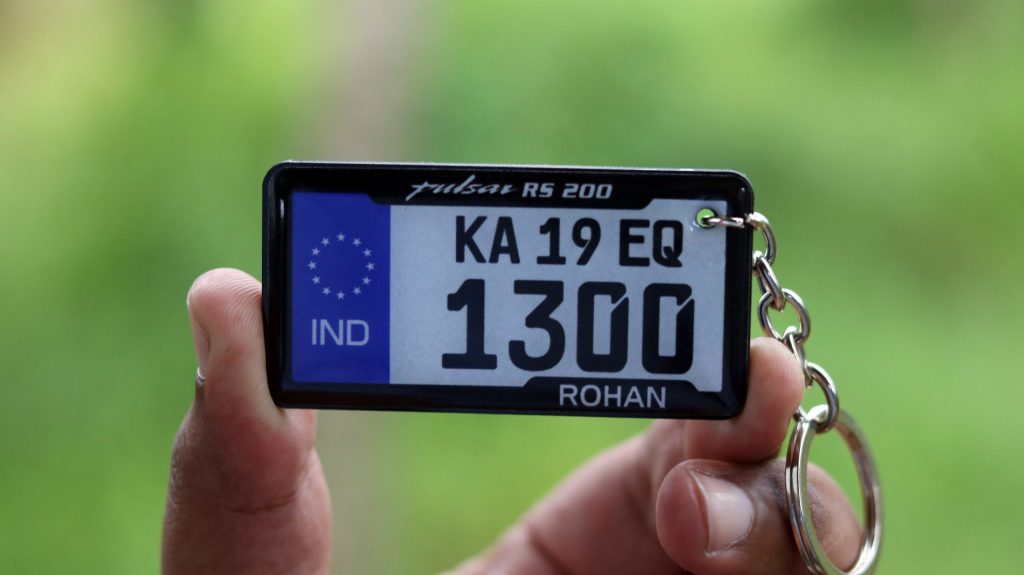 pulsar RS 200
KA 19 EQ
1300
IND
ROHAN